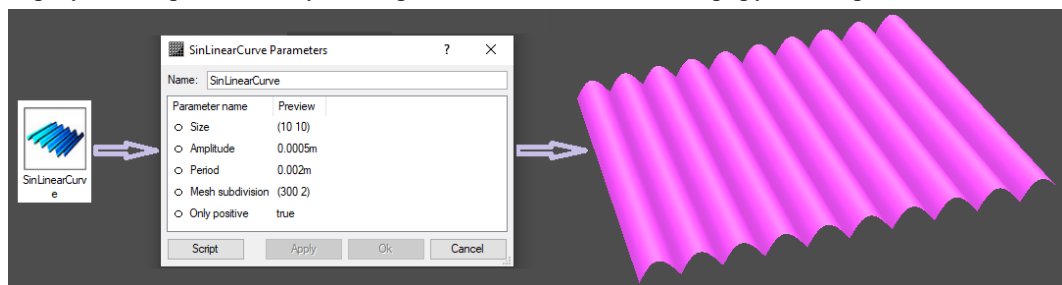 SinLinearCurve Parameters
?
Name: SinLinearCurve
Parameter name Preview
Size (10 10)
Amplitude 0.0005m
Period 0.002m
Mesh subdivision (300 2)
Only positive true
Script Apply Ok Cancel
SinLinearCurv
e